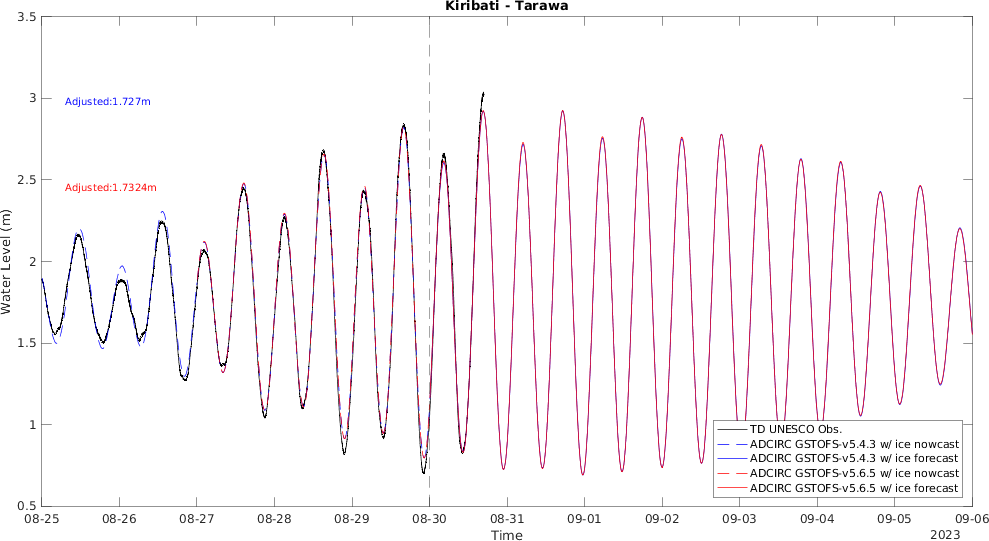 Kiribati - Tarawa
3.5
3
2.5
2
1.5
1
0.5
Water Level (m)
Adjusted:1.727m
Adjusted:1.7324m
TD UNESCO Obs.
ADCIRC GSTOFS-v5.4.3 w/ ice nowcast
ADCIRC GSTOFS-v5.4.3 w/ ice forecast
ADCIRC GSTOFS-v5.6.5 w/ ice nowcast
ADCIRC GSTOFS-v5.6.5 w/ ice forecast
08-25 08-26 08-27 08-28 08-29 08-30 08-31 09-01 09-02 09-03 09-04 09-05 09-06
Time
2023